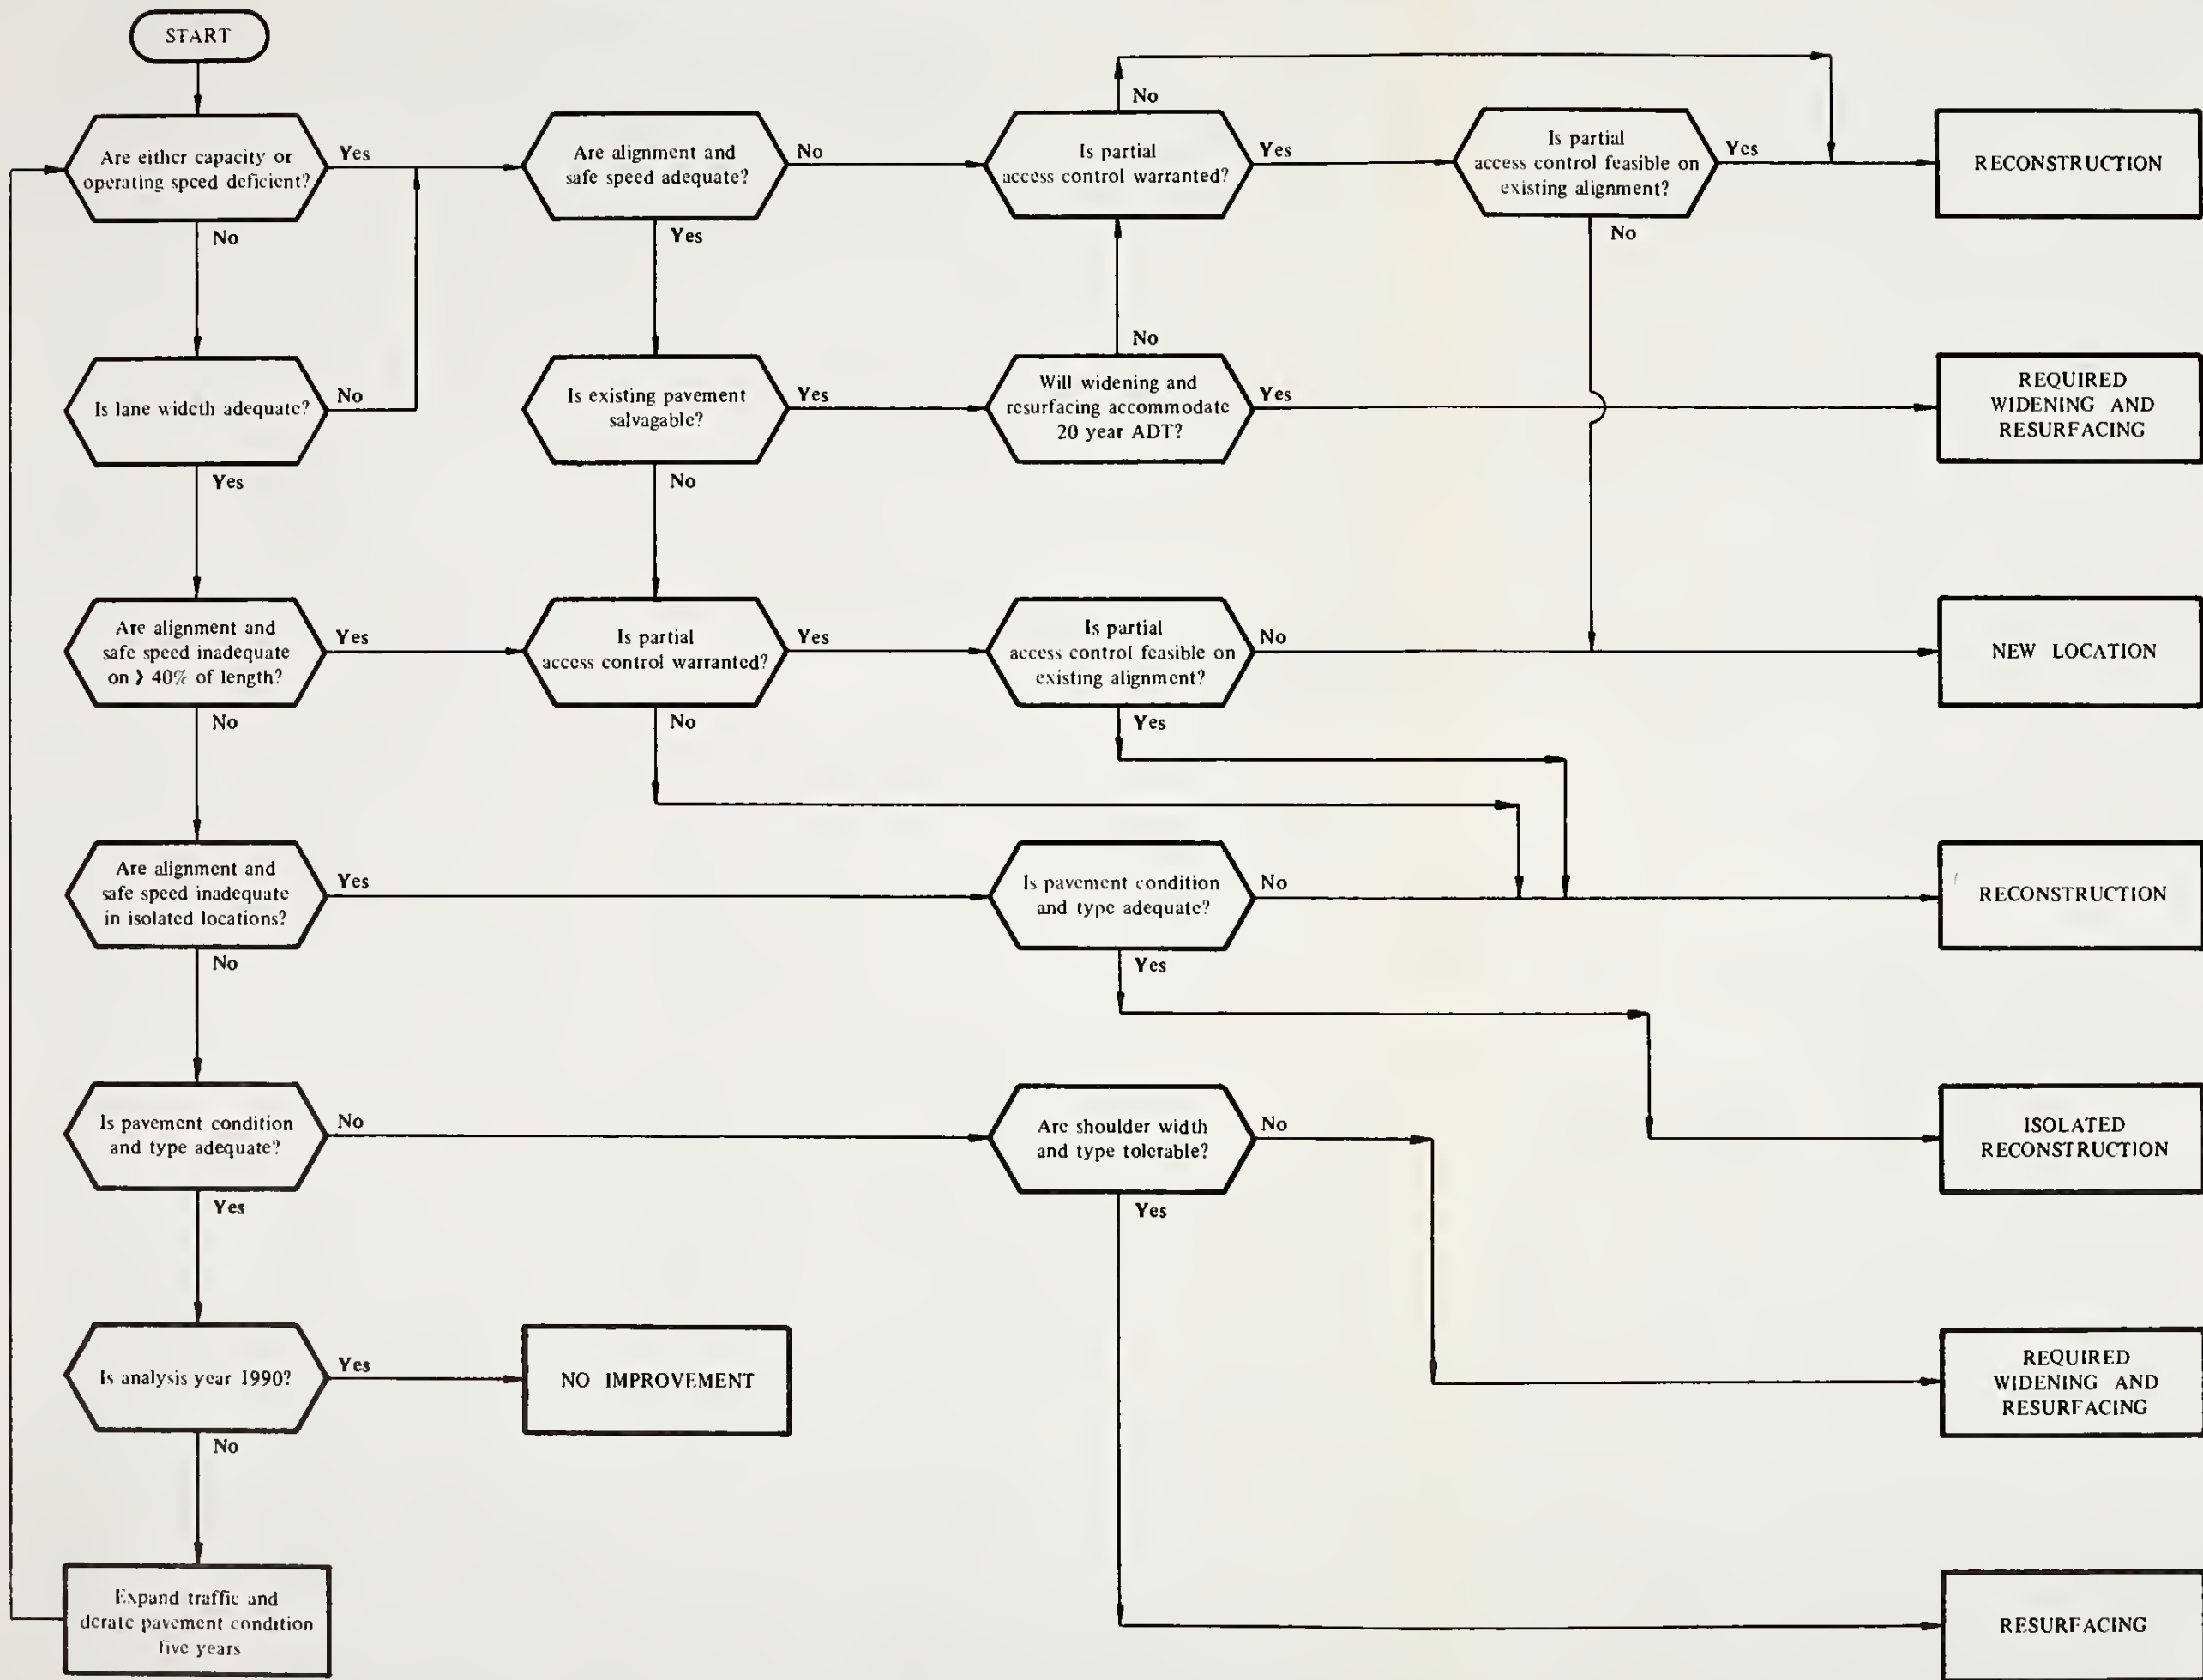 START
Are either capacity or
operating speed deficient?
Yes
No
Are alignment and
safe speed adequate?
No
Yes
Is partial
access control warranted?
No
Yes
Is partial
access control feasible on
existing alignment?
Yes
No
RECONSTRUCTION
Is lane width adequate?
No
Yes
Is existing pavement
salvagable?
Yes
No
Will widening and
resurfacing accommodate
20 year ADT?
No
Yes
REQUIRED
WIDENING AND
RESURFACING
Are alignment and
safe speed inadequate
on > 40% of length?
Yes
No
Is partial
access control warranted?
Yes
No
Is partial
access control feasible on
existing alignment?
No
Yes
NEW LOCATION
Are alignment and
safe speed inadequate
in isolated locations?
Yes
No
Is pavement condition
and type adequate?
No
Yes
RECONSTRUCTION
Is pavement condition
and type adequate?
No
Yes
Are shoulder width
and type tolerable?
No
Yes
ISOLATED
RECONSTRUCTION
Is analysis year 1990?
Yes
No
NO IMPROVEMENT
REQUIRED
WIDENING AND
RESURFACING
Expand traffic and
derate pavement condition
five years
RESURFACING